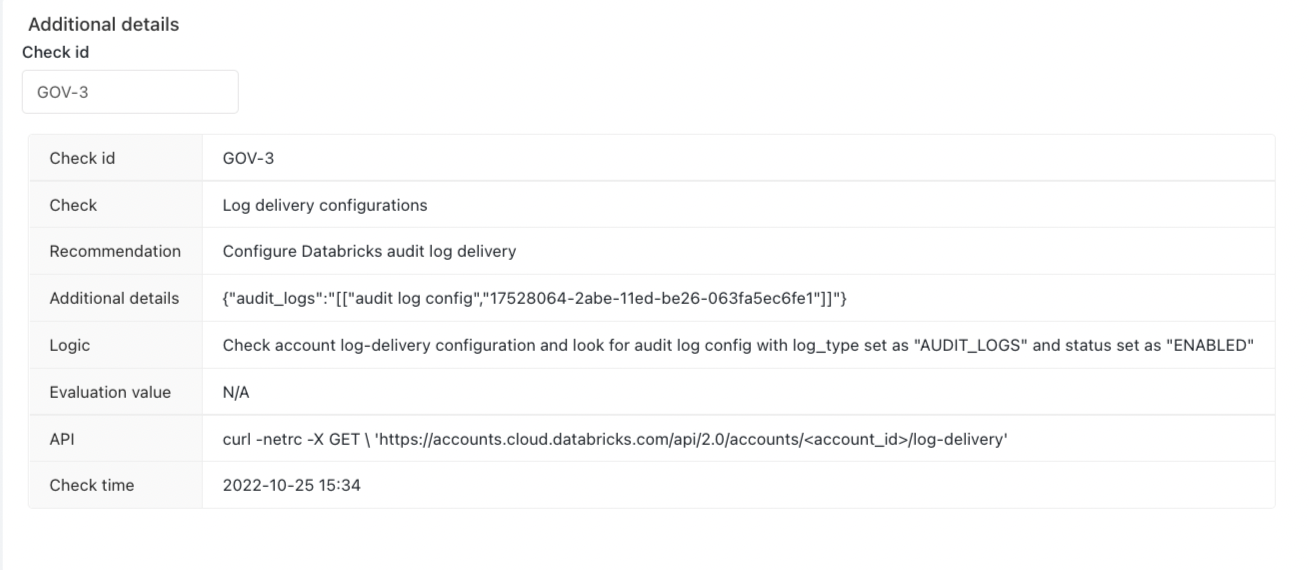 Additional details
Check id
GOV-3
Check id GOV-3
Check Log delivery configurations
Recommendation Configure Databricks audit log delivery
Additional details {"audit_logs":"[["audit log config","17528064-2abe-11ed-be26-063fa5ec6fe1"]]"}
Logic Check account log-delivery configuration and look for audit log config with log_type set as "AUDIT_LOGS" and status set as "ENABLED"
Evaluation value N/A
API curl -netrc -X GET \ 'https://accounts.cloud.databricks.com/api/2.0/accounts/<account_id>/log-delivery'
Check time 2022-10-25 15:34